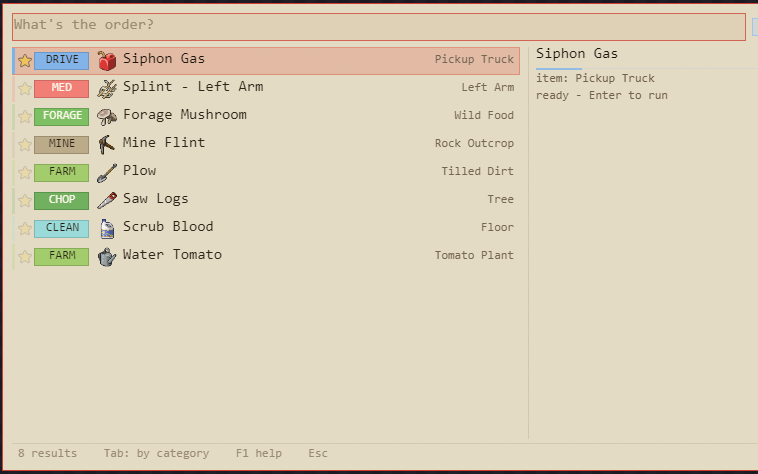 What's the order?
DRIVE Siphon Gas Pickup Truck
MED Splint - Left Arm Left Arm
FORAGE Forage Mushroom Wild Food
MINE Mine Flint Rock Outcrop
FARM Plow Tilled Dirt
CHOP Saw Logs Tree
CLEAN Scrub Blood Floor
FARM Water Tomato Tomato Plant
Siphon Gas
item: Pickup Truck
ready - Enter to run
8 results Tab: by category F1 help Esc